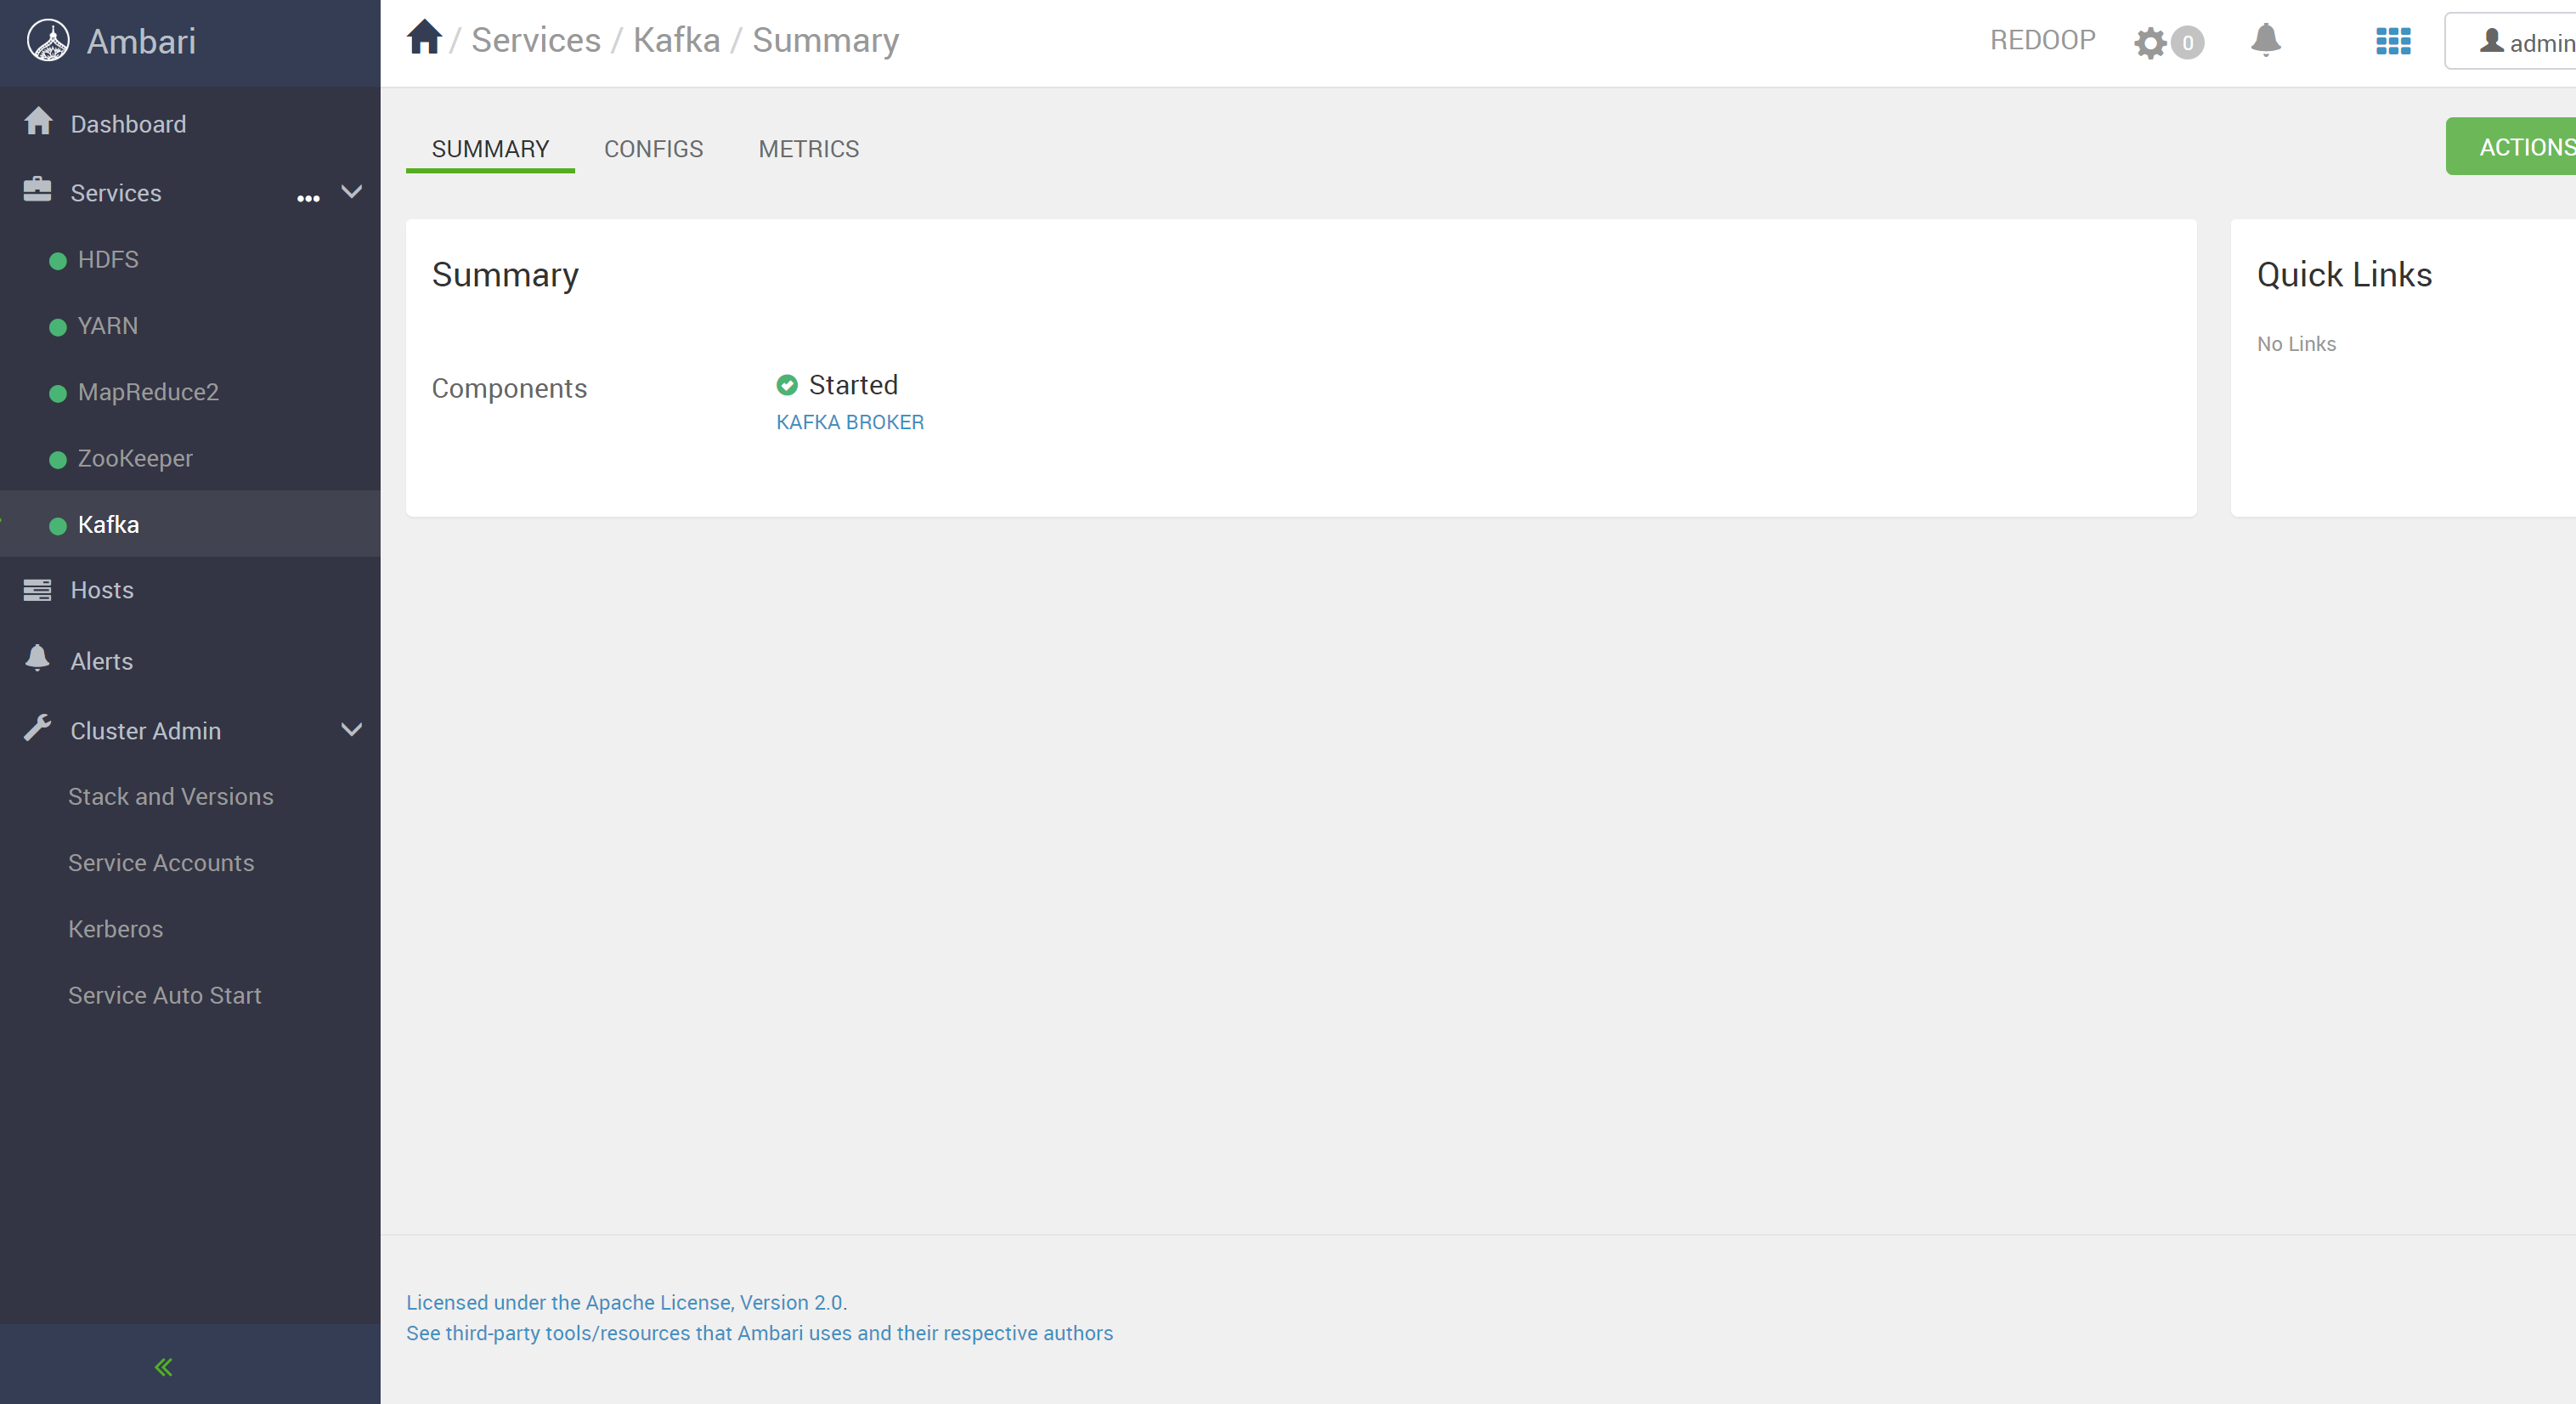 Ambari
/ Services / Kafka / Summary
REDOOP
0
admin
Dashboard
Services
HDFS
YARN
MapReduce2
ZooKeeper
Kafka
Hosts
Alerts
Cluster Admin
Stack and Versions
Service Accounts
Kerberos
Service Auto Start
SUMMARY
CONFIGS
METRICS
ACTIONS
Summary
Components
Started
KAFKA BROKER
Quick Links
No Links
Licensed under the Apache License, Version 2.0.
See third-party tools/resources that Ambari uses and their respective authors